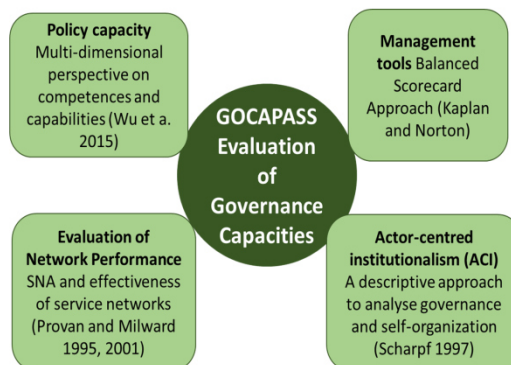 Policy capacity
Multi-dimensional
perspective on
competences and
capabilities (Wu et a.
2015)
Management
tools Balanced
Scorecard
Approach (Kaplan
and Norton)
GOCAPASS
Evaluation
of
Governance
Capacities
Evaluation of
Network Performance
SNA and effectiveness
of service networks
(Provan and Milward
1995, 2001)
Actor-centred
institutionalism (ACI)
A descriptive approach
to analyse governance
and self-organization
(Scharpf 1997)